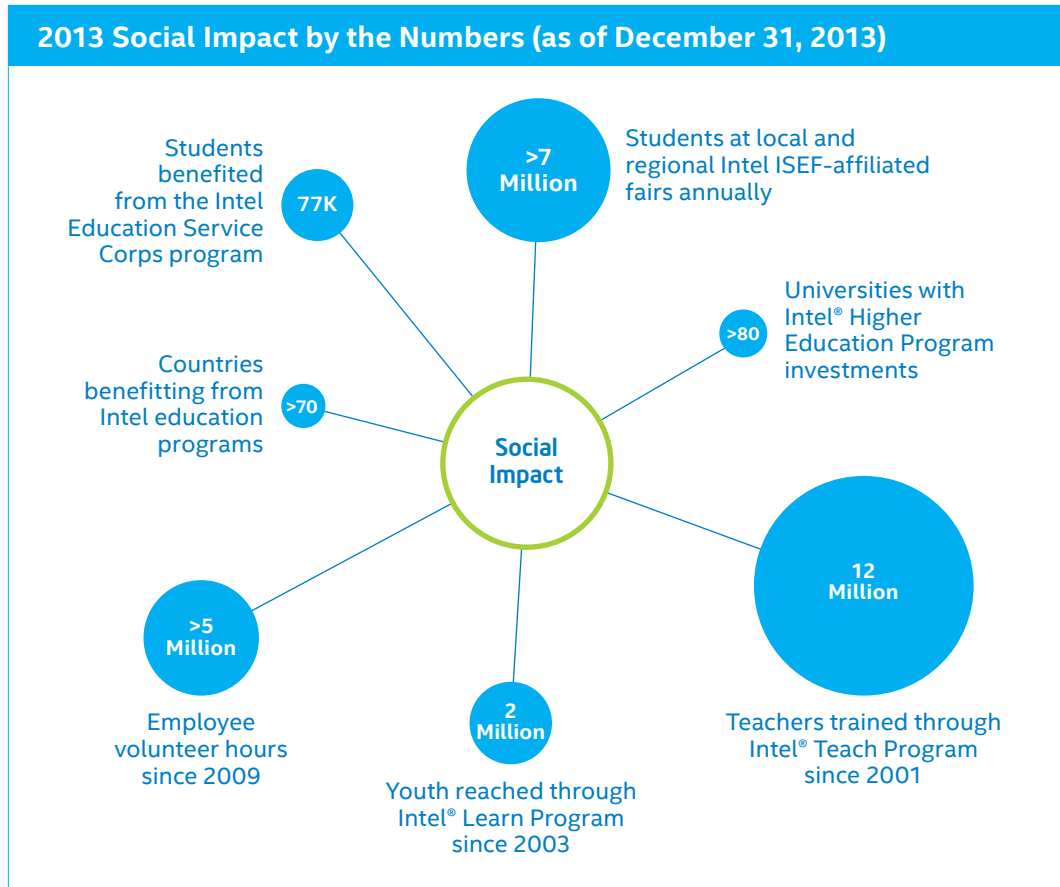 2013 Social Impact by the Numbers (as of December 31, 2013)
Students
benefited
from the Intel
Education Service
Corps program
77K
>7
Million
Students at local and
regional Intel ISEF-affiliated
fairs annually
>80
Universities with
Intel® Higher
Education Program
investments
Countries
benefitting from
Intel education
programs
>70
Social
Impact
12
Million
Teachers trained through
Intel® Teach Program
since 2001
>5
Million
Employee
volunteer hours
since 2009
2
Million
Youth reached through
Intel® Learn Program
since 2003